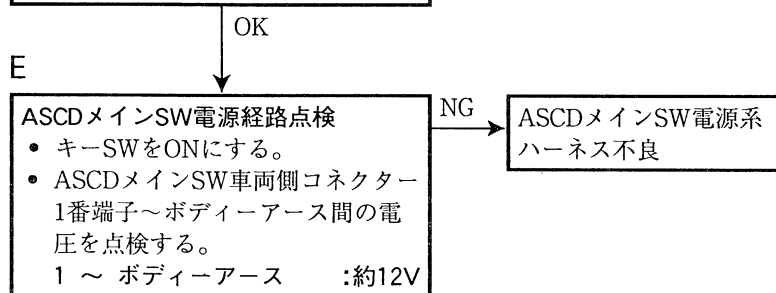 OK
E
ASCDメインSW電源経路点検
• キーSWをONにする。
• ASCDメインSW車両側コネクター
1番端子～ボディーアース間の電
圧を点検する。
1 ～ ボディーアース :約12V
NG
ASCDメインSW電源系
ハーネス不良